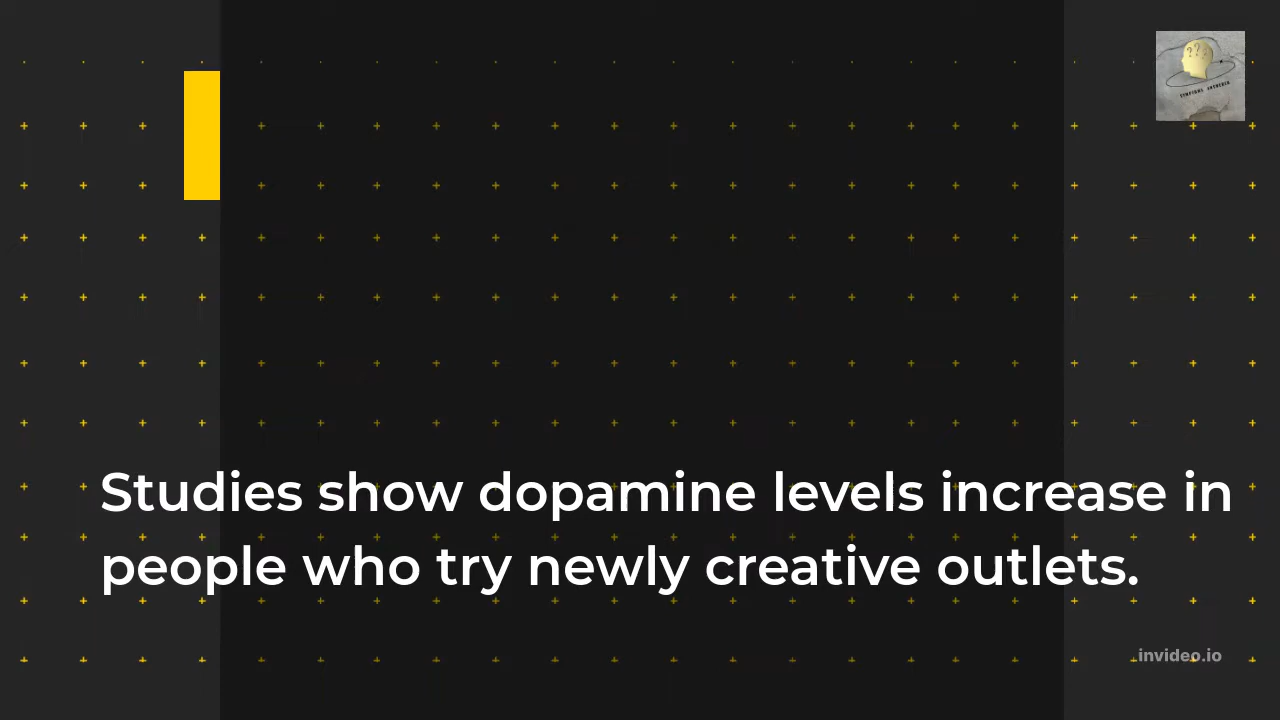 ???
Studies show dopamine levels increase in
people who try newly creative outlets.
invideo.io